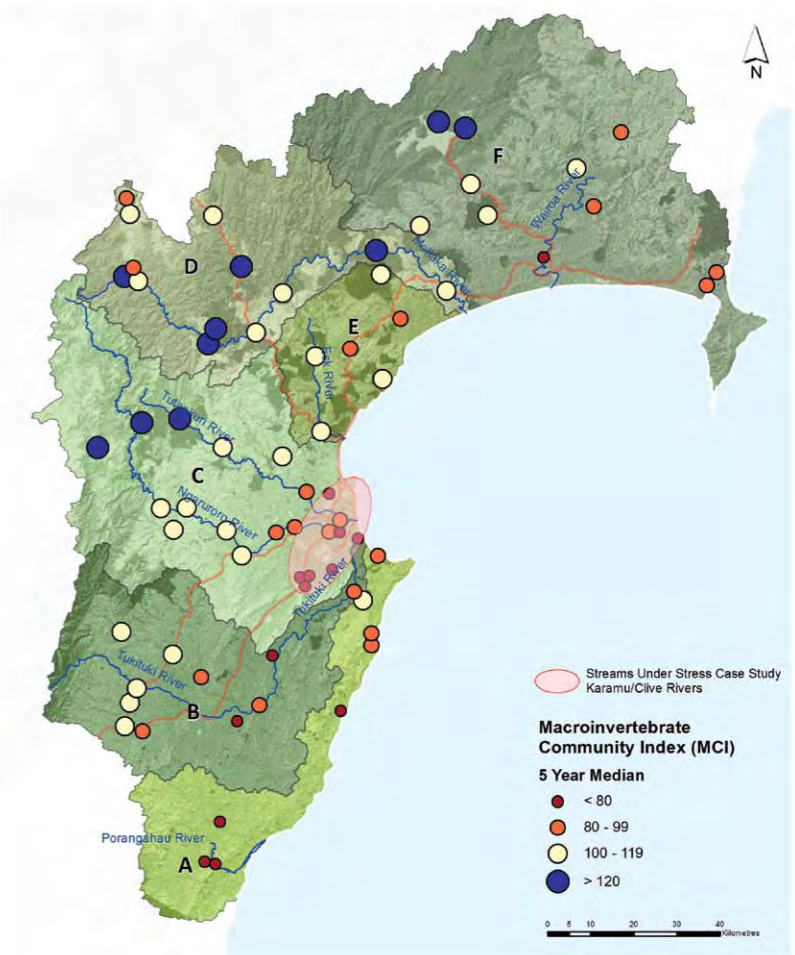 N
F
Wairoa River
D
Mohaka River
E
Esk River
Tutaekuri River
C
Ngaruroro River
Tukituki River
Tukituki River
B
Porangahau River
A
Streams Under Stress Case Study
Karamu/Clive Rivers
Macroinvertebrate
Community Index (MCI)
5 Year Median
< 80
80 - 99
100 - 119
> 120
0 5 10 20 30 40
Kilometres